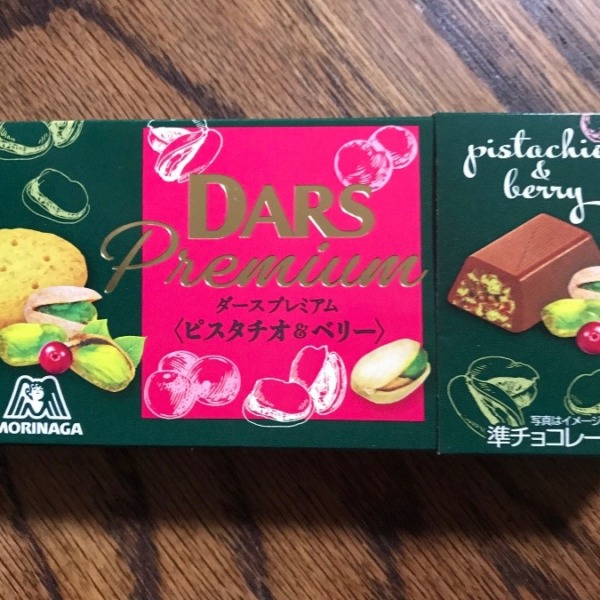 DARS
Premium
ダースプレミアム
〈ピスタチオ&ベリー〉
MORINAGA
pistachio
&
berry
写真はイメージ
準チョコレー